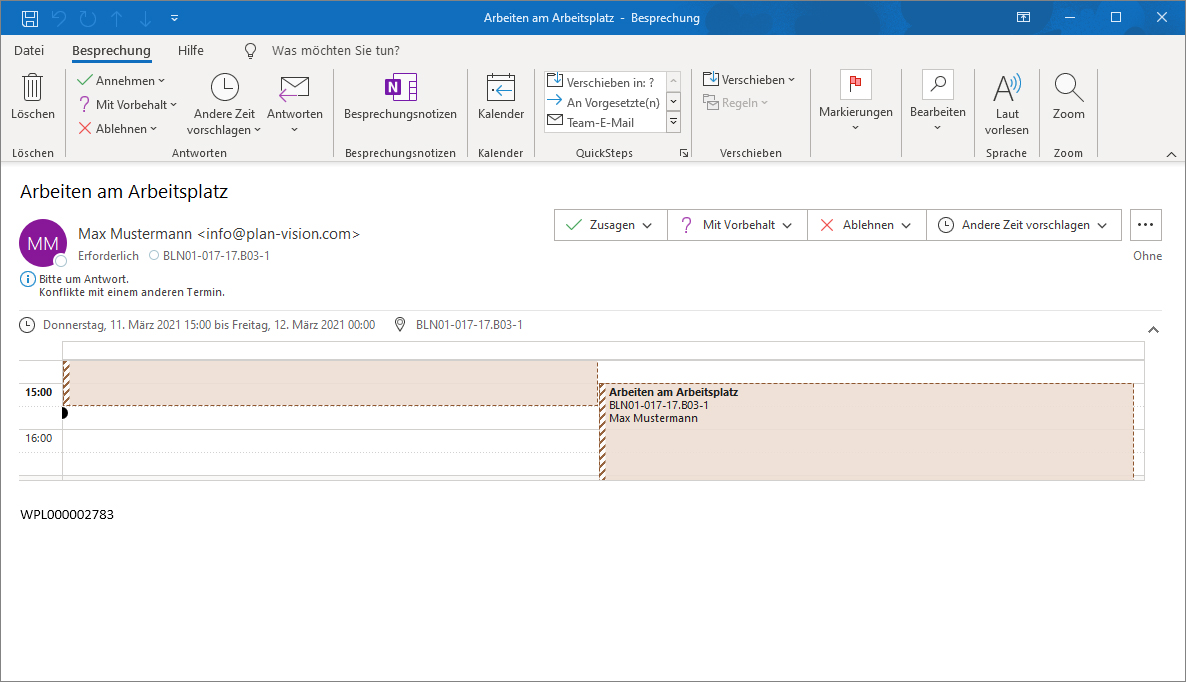 Arbeiten am Arbeitsplatz - Besprechung
Datei Besprechung Hilfe Was möchten Sie tun?
Löschen
Löschen
Annehmen
Mit Vorbehalt
Ablehnen
Andere Zeit
vorschlagen
Antworten
Antworten
N
Besprechungsnotizen
Besprechungsnotizen
Kalender
Kalender
Verschieben in: ?
An Vorgesetzte(n)
Team-E-Mail
QuickSteps
Verschieben
Regeln
Verschieben
Markierungen
Bearbeiten
Laut
vorlesen
Sprache
Zoom
Zoom
Arbeiten am Arbeitsplatz
MM
Max Mustermann <info@plan-vision.com>
Erforderlich BLN01-017-17.B03-1
Zusagen Mit Vorbehalt Ablehnen Andere Zeit vorschlagen ...
Ohne
Bitte um Antwort.
Konflikte mit einem anderen Termin.
Donnerstag, 11. März 2021 15:00 bis Freitag, 12. März 2021 00:00 BLN01-017-17.B03-1
15:00
16:00
Arbeiten am Arbeitsplatz
BLN01-017-17.B03-1
Max Mustermann
WPL000002783